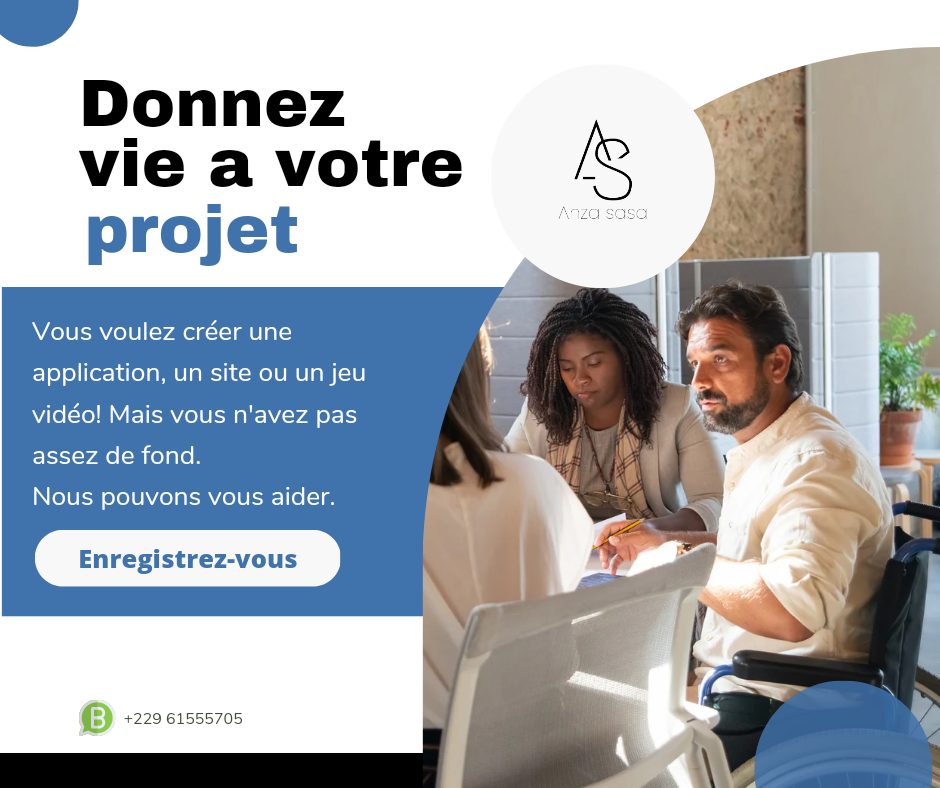 Donnez
vie a votre
projet
AS
Anza sasa
Vous voulez créer une
application, un site ou un jeu
vidéo! Mais vous n'avez pas
assez de fond.
Nous pouvons vous aider.
Enregistrez-vous
B
+229 61555705